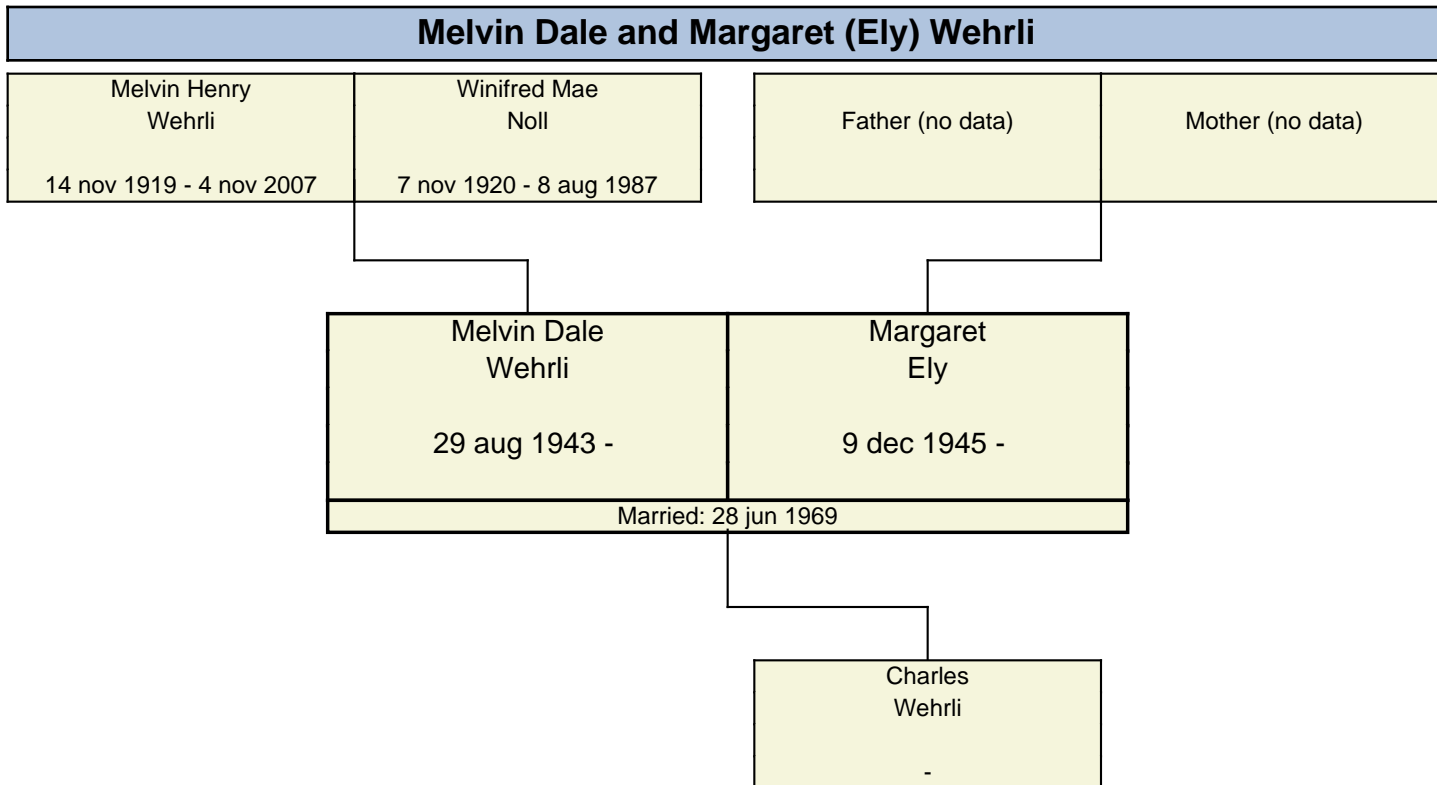 Melvin Dale and Margaret (Ely) Wehrli
Melvin Henry
Wehrli
14 nov 1919 - 4 nov 2007
Winifred Mae
Noll
7 nov 1920 - 8 aug 1987
Father (no data)
Mother (no data)
Melvin Dale
Wehrli
29 aug 1943 -
Margaret
Ely
9 dec 1945 -
Married: 28 jun 1969
Charles
Wehrli
-